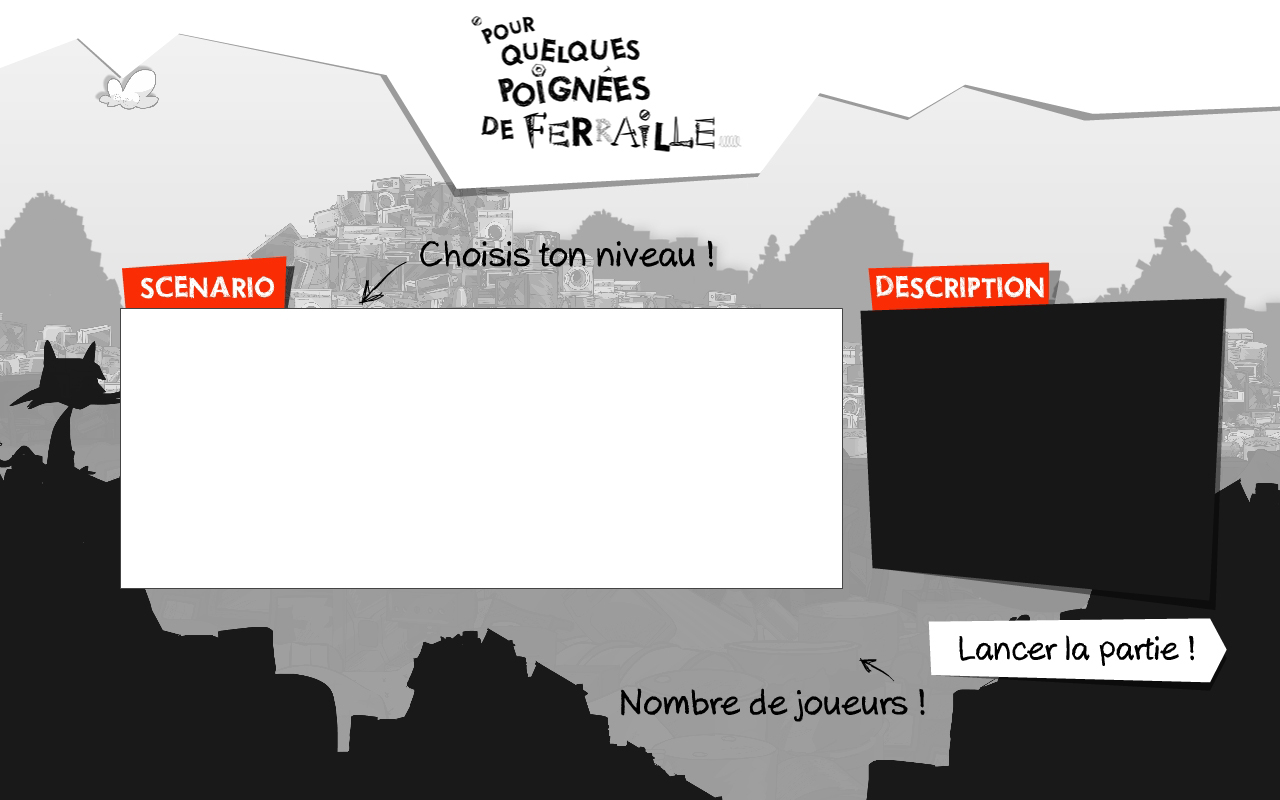 POUR
QUELQUES
POIGNÉES
DE FERRAILLE...
Choisis ton niveau !
SCENARIO
DESCRIPTION
Lancer la partie !
Nombre de joueurs !